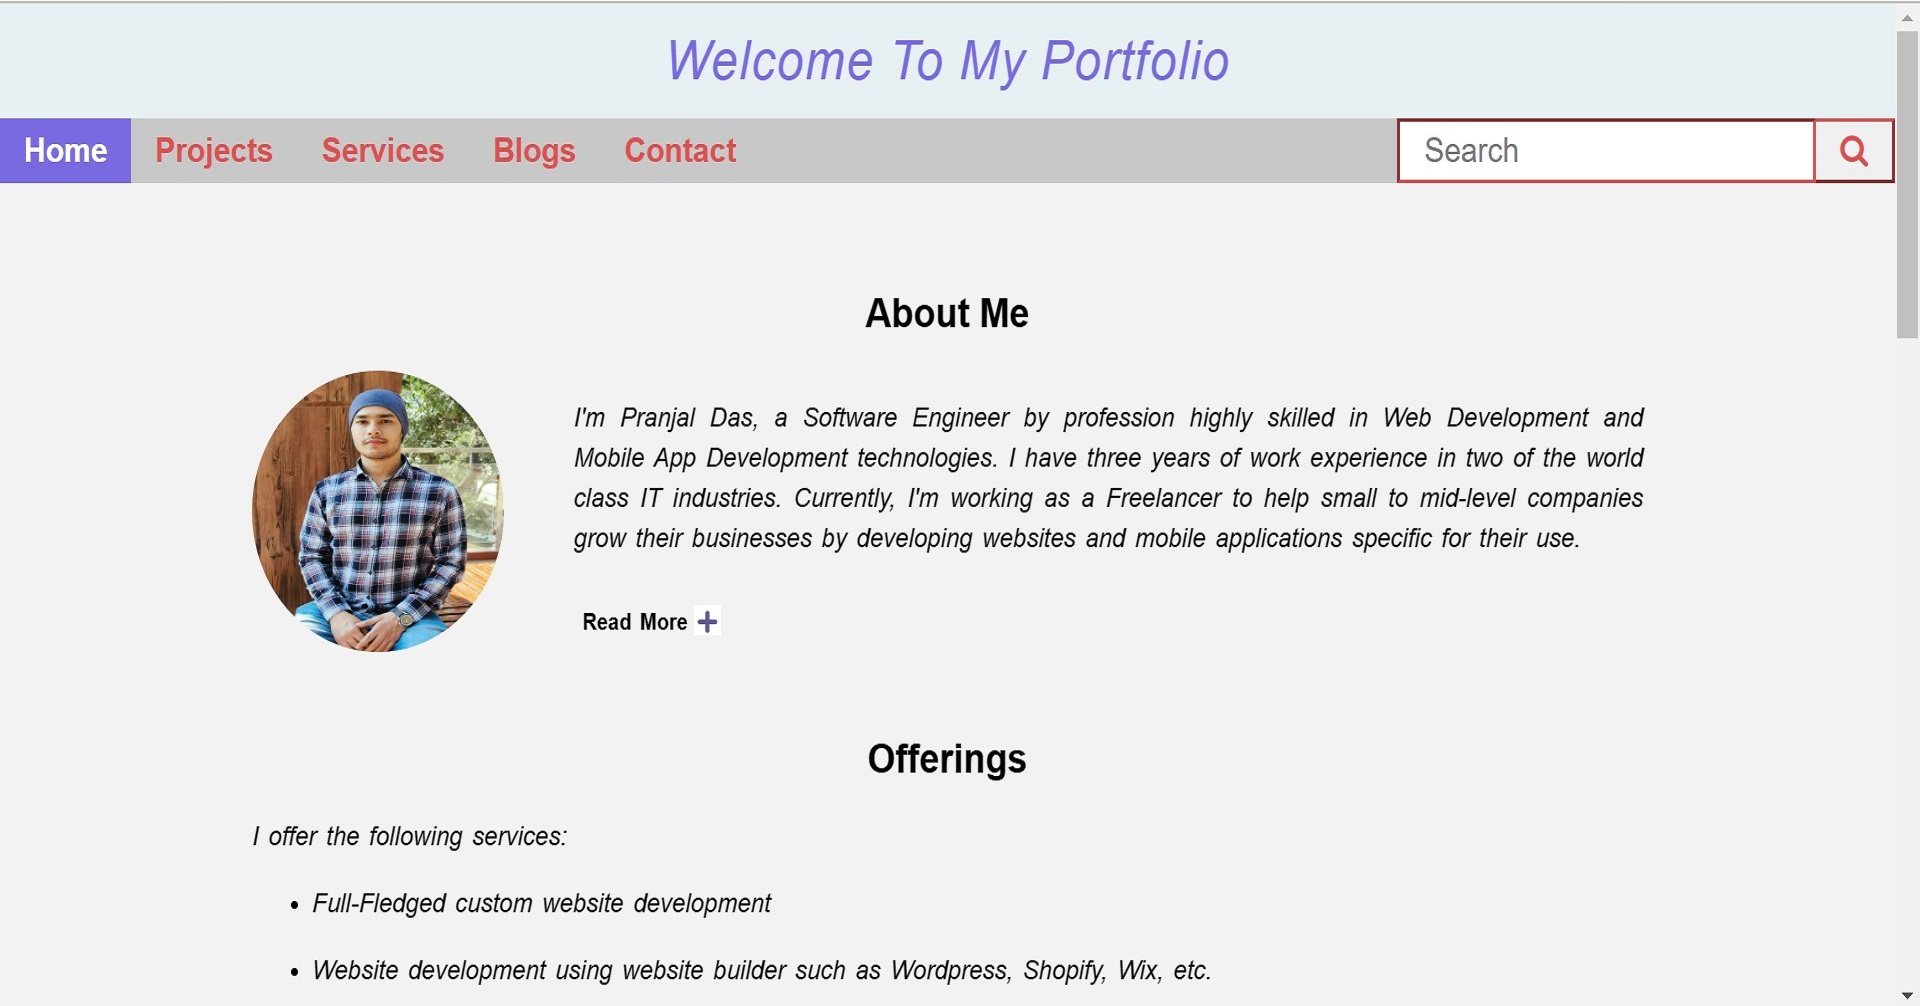 Welcome To My Portfolio
Home Projects Services Blogs Contact Search
About Me
I'm Pranjal Das, a Software Engineer by profession highly skilled in Web Development and
Mobile App Development technologies. I have three years of work experience in two of the world
class IT industries. Currently, I'm working as a Freelancer to help small to mid-level companies
grow their businesses by developing websites and mobile applications specific for their use.
Read More
Offerings
I offer the following services:
• Full-Fledged custom website development
• Website development using website builder such as Wordpress, Shopify, Wix, etc.